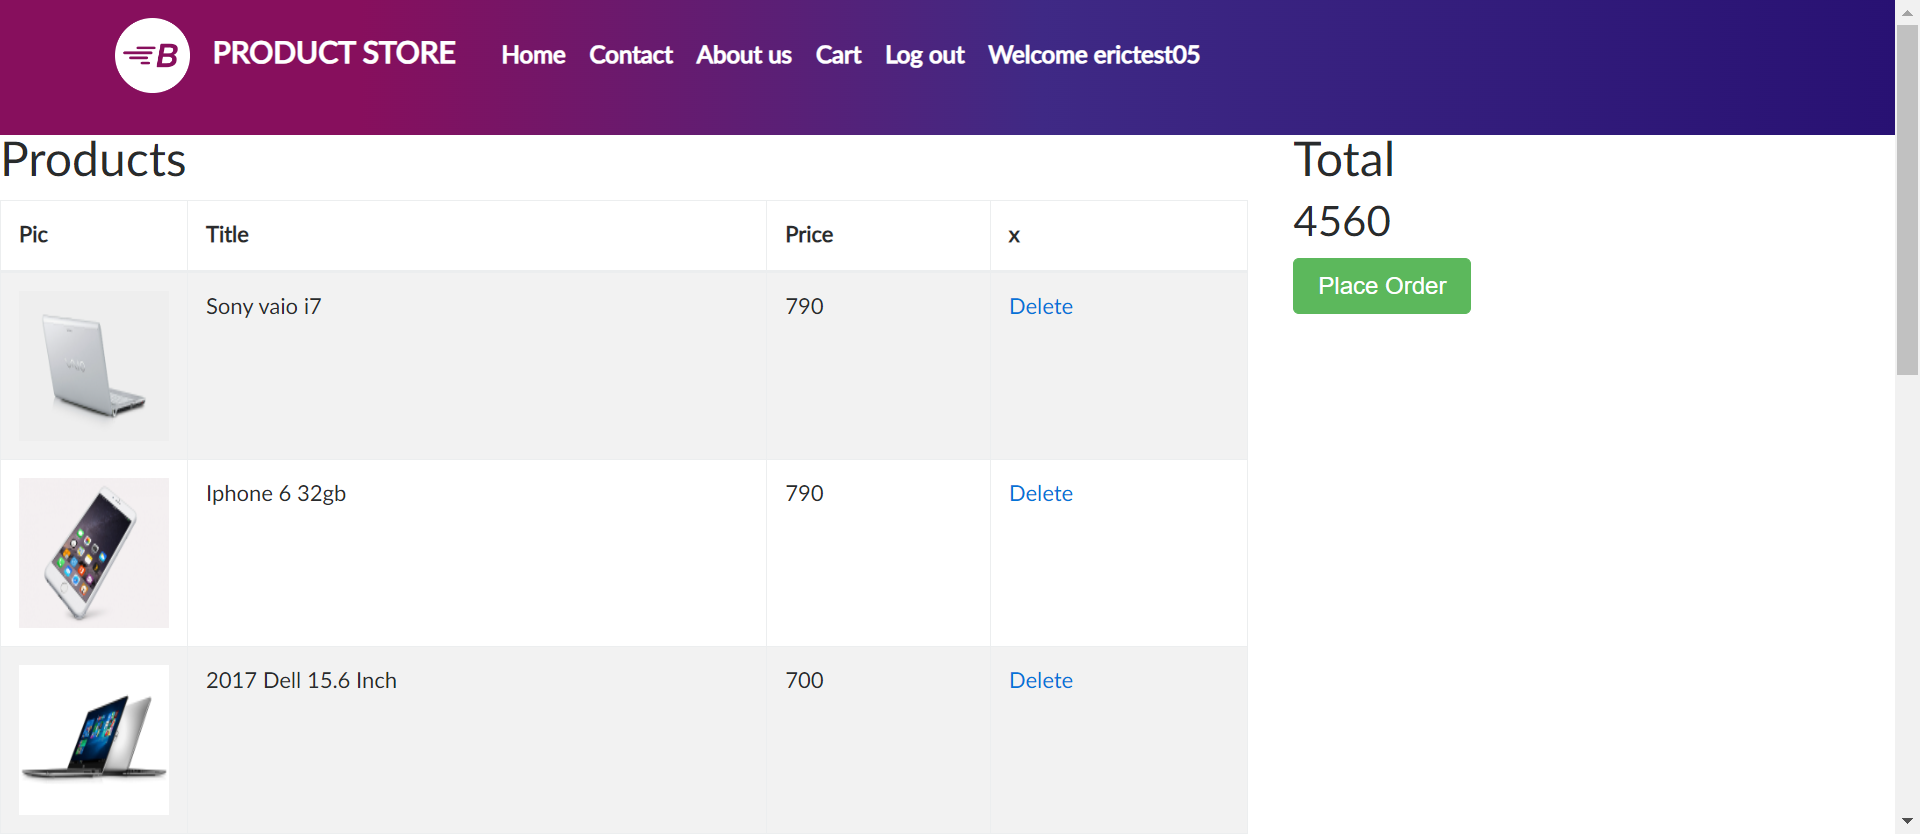 B PRODUCT STORE Home Contact About us Cart Log out Welcome erictest05
Products
Total
4560
Place Order
Pic Title Price x
Sony vaio i7 790 Delete
VAIO
Iphone 6 32gb 790 Delete
2017 Dell 15.6 Inch 700 Delete